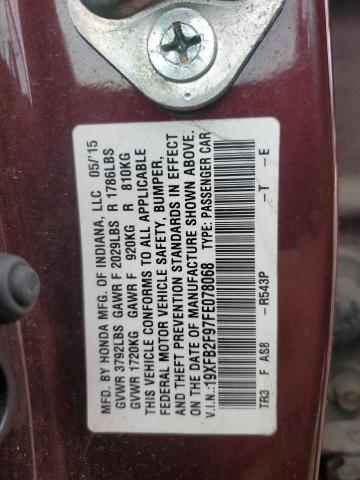 MFD. BY HONDA MFG. OF INDIANA, LLC 05/'15
GVWR 3792LBS GAWR F 2029LBS R 1786LBS
GVWR 1720KG GAWR F 920KG R 810KG
THIS VEHICLE CONFORMS TO ALL APPLICABLE
FEDERAL MOTOR VEHICLE SAFETY, BUMPER,
AND THEFT PREVENTION STANDARDS IN EFFECT
ON THE DATE OF MANUFACTURE SHOWN ABOVE.
V.I.N.:19XFB2F97FE078068 TYPE: PASSENGER CAR
TR3 F AS8 -R543P -T -E